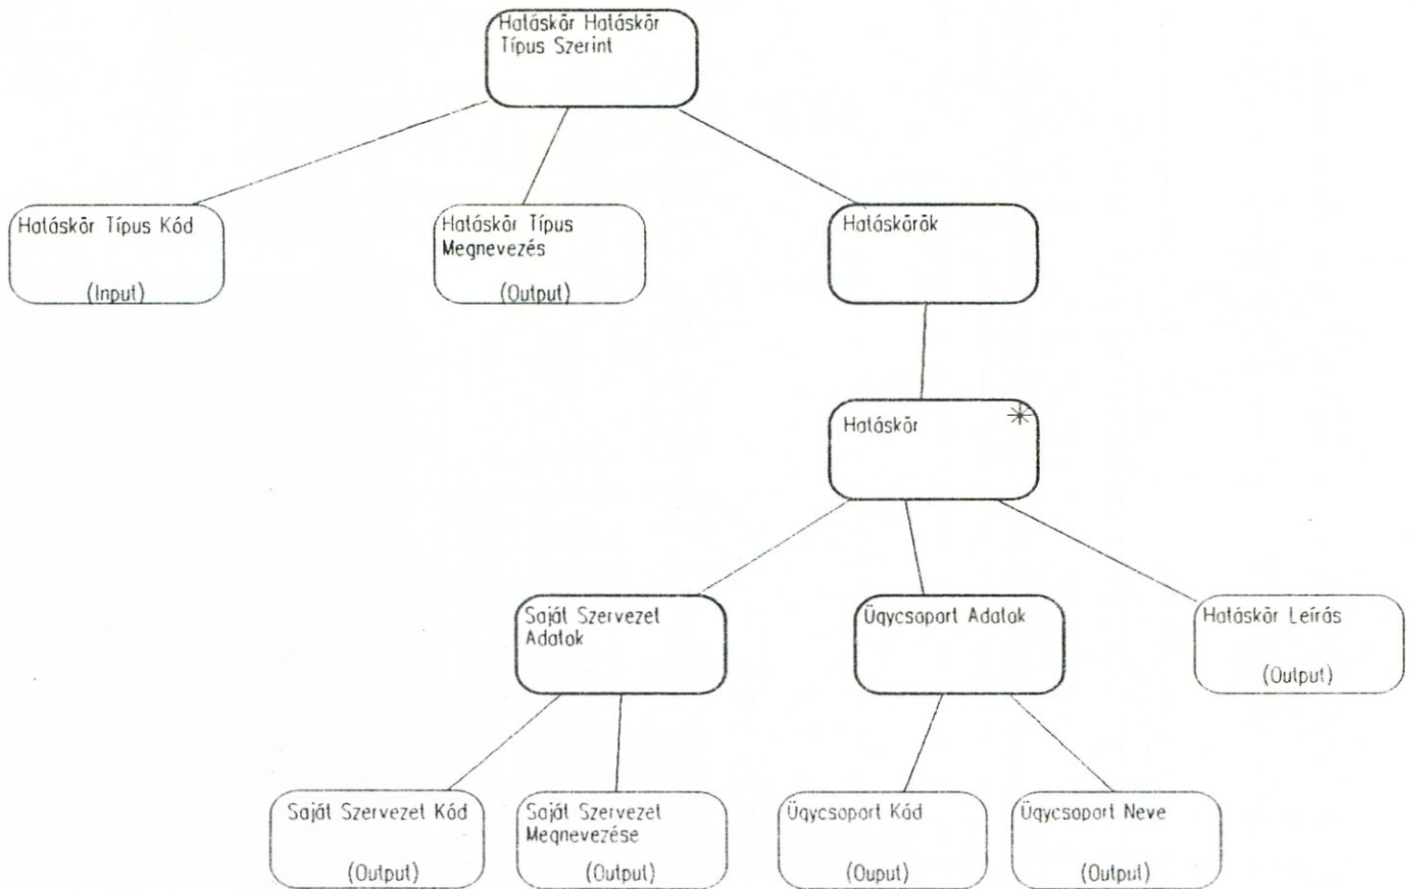 Hatáskör Hatáskör
Típus Szerint
Hatáskör Típus Kód
(Input)
Hatáskör Típus
Megnevezés
(Output)
Hatáskörök
Hatáskör
Saját Szervezet
Adatok
Ügycsoport Adatok
Hatáskör Leírás
(Output)
Saját Szervezet Kód
(Output)
Saját Szervezet
Megnevezése
(Output)
Ügycsoport Kód
(Ouput)
Ügycsoport Neve
(Output)